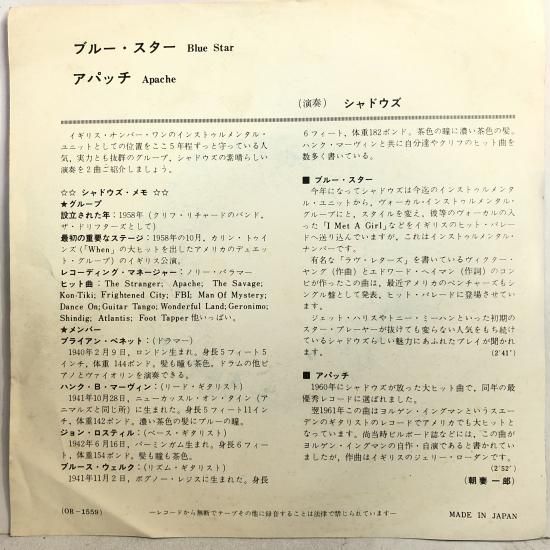 ブルー・スター Blue Star
アパッチ Apache
(演奏) シャドウズ
イギリス・ナンバー・ワンのインストゥルメンタル・
ユニットとしての位置をここ5年程ずっと守っている人
気，実力とも抜群のグループ，シャドウズの素晴らしい
演奏を2曲ご紹介しましょう。
☆☆ シャドウズ・メモ ☆☆
★グループ
設立された年：1958年（クリフ・リチャードのバンド，
ザ・ドリフターズとして）
最初の重要なステージ：1958年の10月，カリン・トゥイ
ンズ（「When」の大ヒットを出したアメリカのデュエッ
ト・グループ）のイギリス公演。
レコーディング・マネージャー：ノリー・パラマー
ヒット曲：The Stranger; Apache; The Savage;
Kon-Tiki; Frightened City; FBI; Man Of Mystery;
Dance On; Guitar Tango; Wonderful Land; Geronimo;
Shindig; Atlantis; Foot Tapper 他いっぱい。
★メンバー
ブライアン・ベネット：（ドラマー）
1940年2月9日，ロンドン生まれ。身長5フィート5
インチ，体重 144ポンド。髪も瞳も茶色。ドラムの他ピ
アノとヴァイオリンを演奏できる。
ハンク・B・マーヴィン：（リード・ギタリスト）
1941年10月28日，ニューカッスル・オン・タイン（ア
ニマルズと同じ所）に生まれた。身長5フィート11イン
チ，体重142ポンド。濃い茶色の髪にブルーの瞳。
ジョン・ロスティル：（ベース・ギタリスト）
1942年6月16日，バーミンガム生まれ。身長6フィー
ト，体重154ポンド。髪も瞳も茶色。
ブルース・ウェルク：（リズム・ギタリスト）
1941年11月2日，ボグノー・レジスに生まれた。身長
6フィート，体重182ポンド。茶色の瞳に濃い茶色の髪。
ハンク・マーヴィンと共に自分達やクリフのヒット曲を
数多く書いている。
■ ブルー・スター
今年になってシャドウズは今迄のインストゥルメンタ
ル・ユニットから，ヴォーカル・インストゥルメンタル・
グループにと，スタイルを変え，彼等のヴォーカルの入
った「I Met A Girl」などをイギリスのヒット・パレー
ドへ送り込んでいますが，これはインストゥルメンタル・
ナンバーです。
有名な「ラヴ・レターズ」を書いているヴィクター・
ヤング（作曲）とエドワード・ヘイマン（作詞）のコン
ビが作ったこの曲は，最近アメリカのベンチャーズもシ
ングル盤として発表，ヒット・パレードに登場させてい
ます。
ジェット・ハリスやトニー・ミーハンといった初期の
スター・プレーヤーが抜けても変らない人気をもち続け
ているシャドウズらしい魅力にあふれたプレイが聞かれ
ます。 (2'41")
■ アパッチ
1960年にシャドウズが放った大ヒット曲で，同年の最
優秀レコードに選ばれました。
翌1961年この曲はヨルゲン・イングマンというスエー
デンのギタリストのレコードでアメリカでも大ヒットと
なっています。尚当時ビルボード誌などには，“この曲が
ヨルゲン・イングマンの自作・自演であると書かれてい
ましたが，作曲はイギリスのジェリー・ローダンです。
(2'52")
(朝妻一郎)
(OR-1559)
―レコードから無断でテープその他に録音することは法律で禁じられています―
MADE IN JAPAN